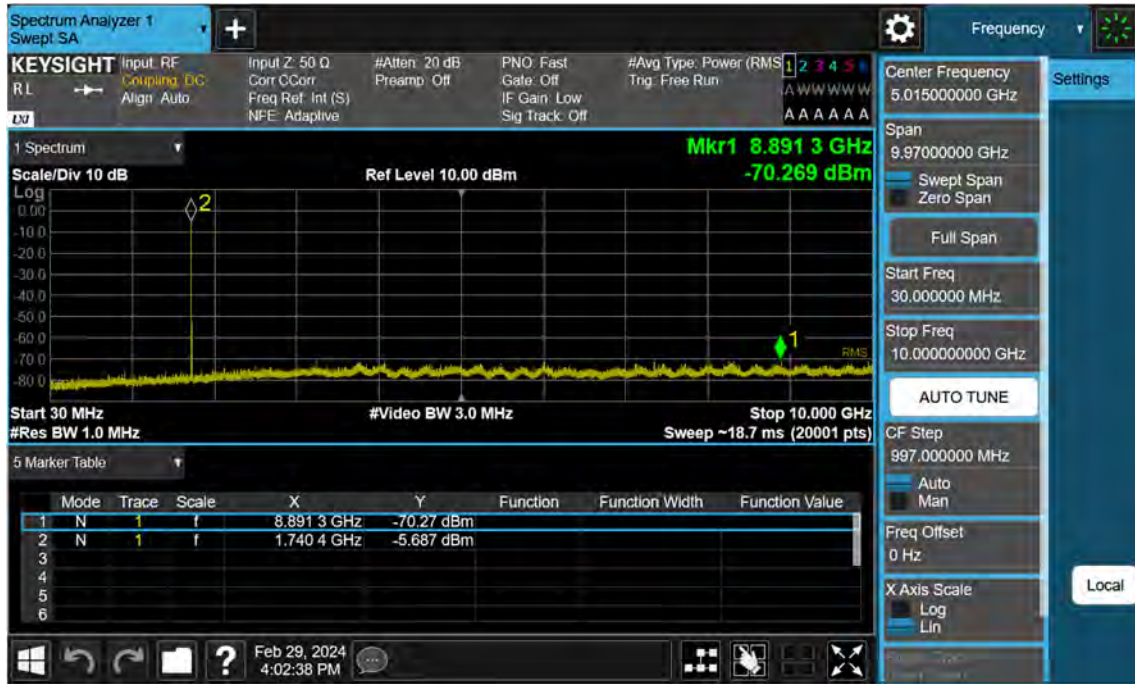 Spectrum Analyzer 1
Swept SA
+
Frequency
KEYSIGHT
RL
LXI
Input: RF
Coupling: DC
Align: Auto
Input Z: 50 Ω
Corr CCorr
Freq Ref: Int (S)
NFE: Adaptive
#Atten: 20 dB
Preamp: Off
PNO: Fast
Gate: Off
IF Gain: Low
Sig Track: Off
#Avg Type: Power (RMS
Trig: Free Run
1 2 3 4 5 6
A W W W W W
A A A A A A
Settings
1 Spectrum
Scale/Div 10 dB
Ref Level 10.00 dBm
Mkr1 8.891 3 GHz
-70.269 dBm
Log
0.00
-10.0
-20.0
-30.0
-40.0
-50.0
-60.0
-70.0
-80.0
2
1
RMS
Start 30 MHz
#Video BW 3.0 MHz
Stop 10.000 GHz
#Res BW 1.0 MHz
Sweep ~18.7 ms (20001 pts)
5 Marker Table
Mode Trace Scale X Y Function Function Width Function Value
1 N 1 f 8.891 3 GHz -70.27 dBm
2 N 1 f 1.740 4 GHz -5.687 dBm
3
4
5
6
Center Frequency
5.015000000 GHz
Span
9.97000000 GHz
Swept Span
Zero Span
Full Span
Start Freq
30.000000 MHz
Stop Freq
10.000000000 GHz
AUTO TUNE
CF Step
997.000000 MHz
Auto
Man
Freq Offset
0 Hz
X Axis Scale
Log
Lin
Local
?
Feb 29, 2024
4:02:38 PM